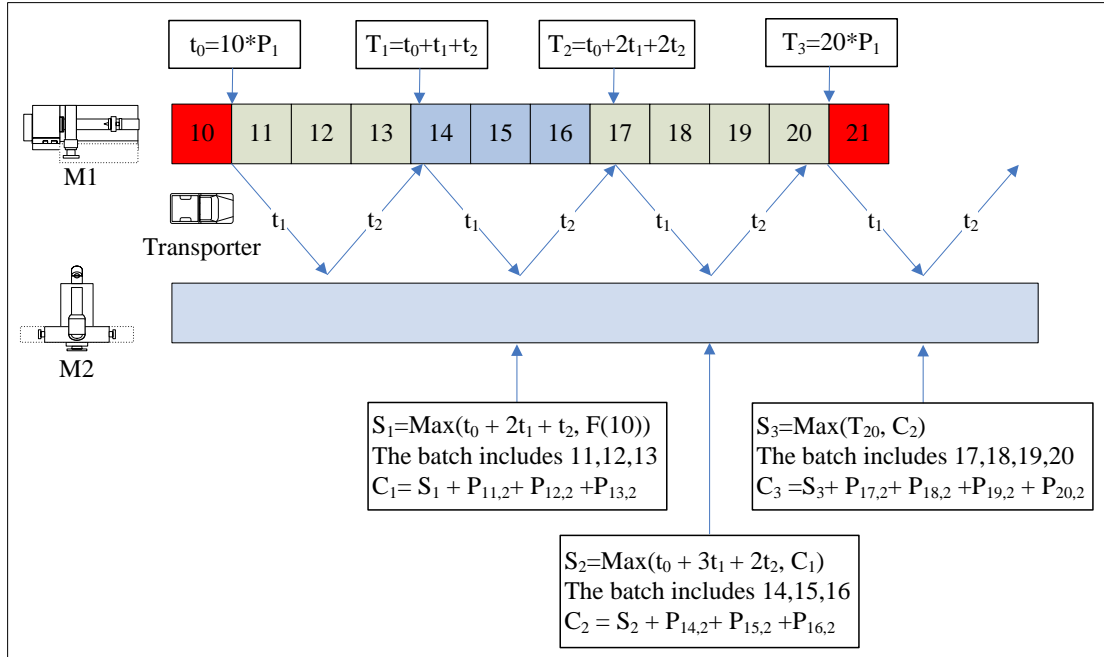 t₀=10*P₁
T₁=t₀+t₁+t₂
T₂=t₀+2t₁+2t₂
T₃=20*P₁
10
11
12
13
14
15
16
17
18
19
20
21
M1
Transporter
t₁
t₂
t₁
t₂
t₁
t₂
t₁
t₂
M2
S₁=Max(t₀ + 2t₁ + t₂, F(10))
The batch includes 11,12,13
C₁= S₁ + P₁₁,₂+ P₁₂,₂ +P₁₃,₂
S₃=Max(T₂₀, C₂)
The batch includes 17,18,19,20
C₃ =S₃+ P₁₇,₂+ P₁₈,₂ +P₁₉,₂ + P₂₀,₂
S₂=Max(t₀ + 3t₁ + 2t₂, C₁)
The batch includes 14,15,16
C₂ = S₂ + P₁₄,₂+ P₁₅,₂ +P₁₆,₂